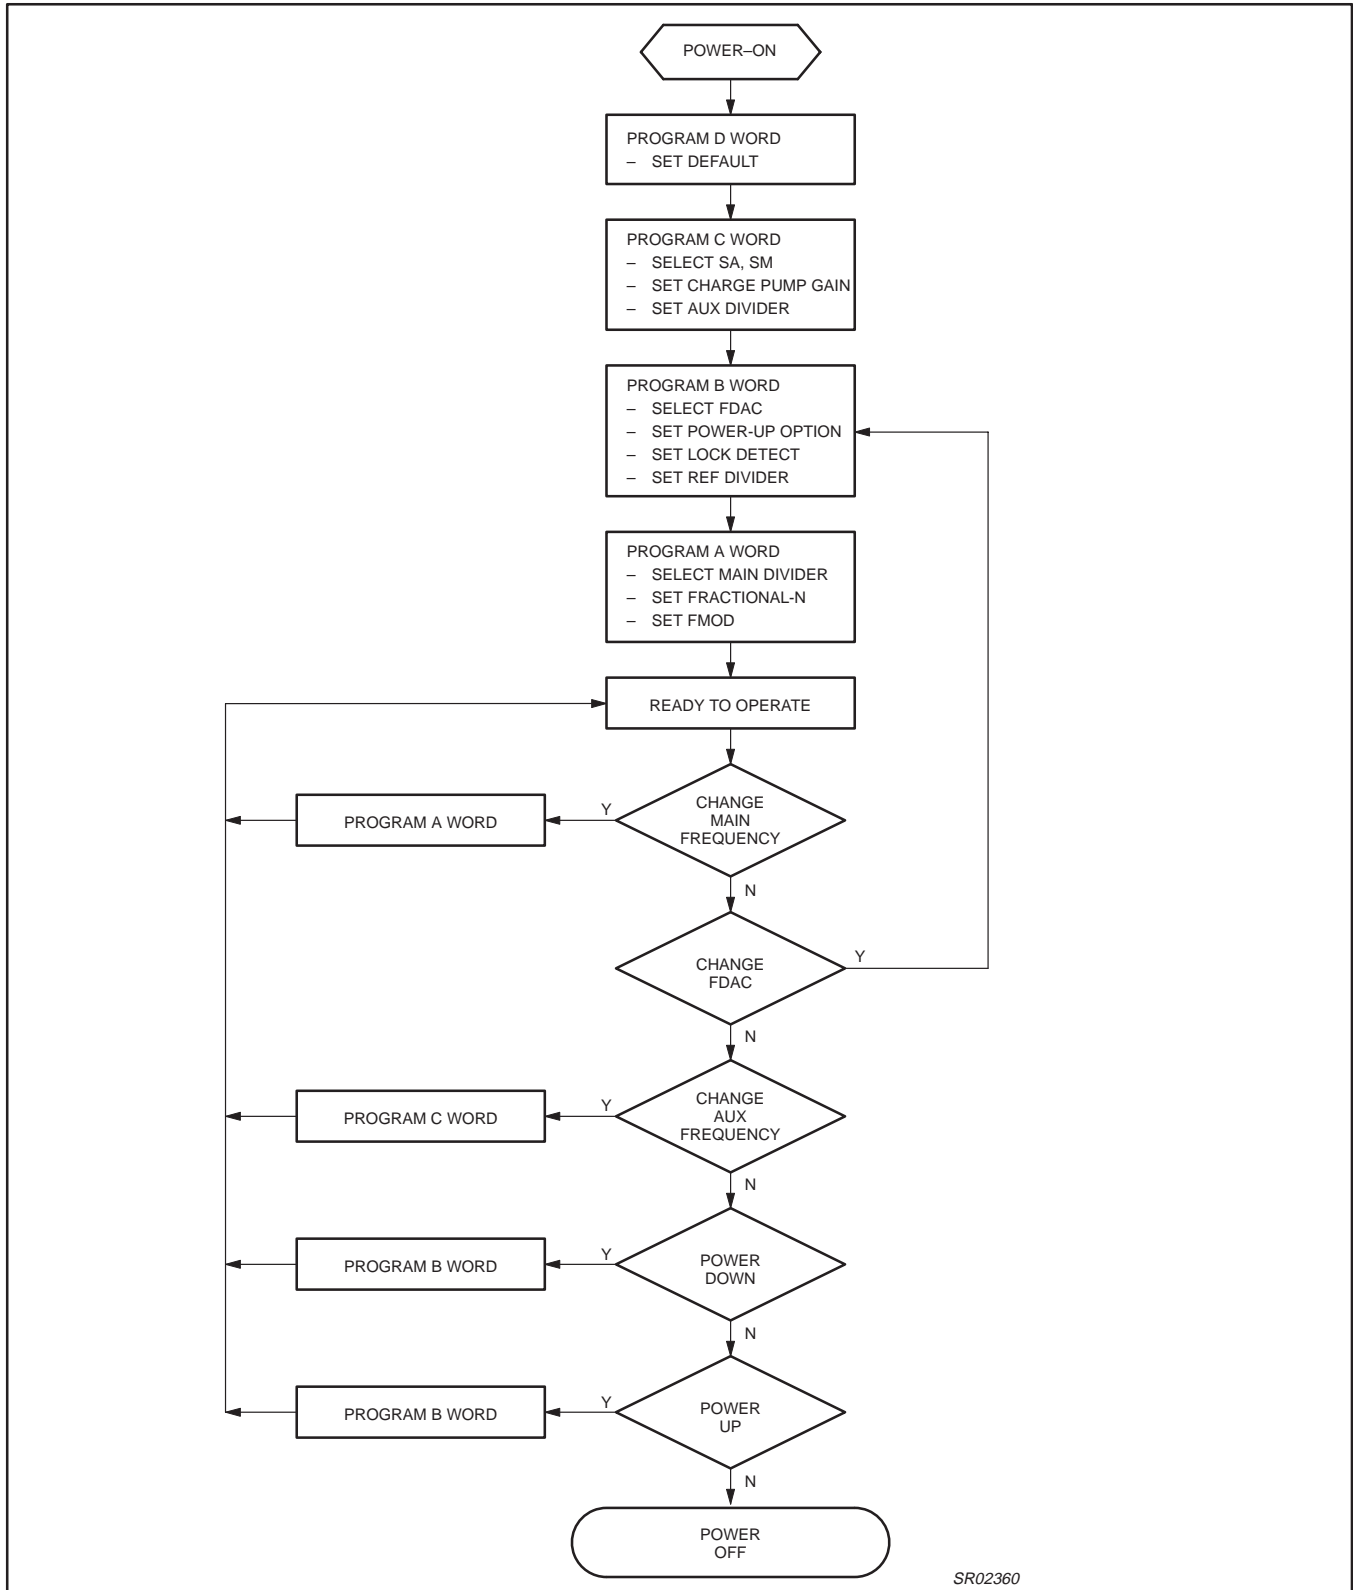 POWER–ON
PROGRAM D WORD
– SET DEFAULT
PROGRAM C WORD
– SELECT SA, SM
– SET CHARGE PUMP GAIN
– SET AUX DIVIDER
PROGRAM B WORD
– SELECT FDAC
– SET POWER-UP OPTION
– SET LOCK DETECT
– SET REF DIVIDER
PROGRAM A WORD
– SELECT MAIN DIVIDER
– SET FRACTIONAL-N
– SET FMOD
READY TO OPERATE
CHANGE
MAIN
FREQUENCY
Y
PROGRAM A WORD
N
CHANGE
FDAC
Y
N
CHANGE
AUX
FREQUENCY
Y
PROGRAM C WORD
N
POWER
DOWN
Y
PROGRAM B WORD
N
POWER
UP
Y
PROGRAM B WORD
N
POWER
OFF
SR02360